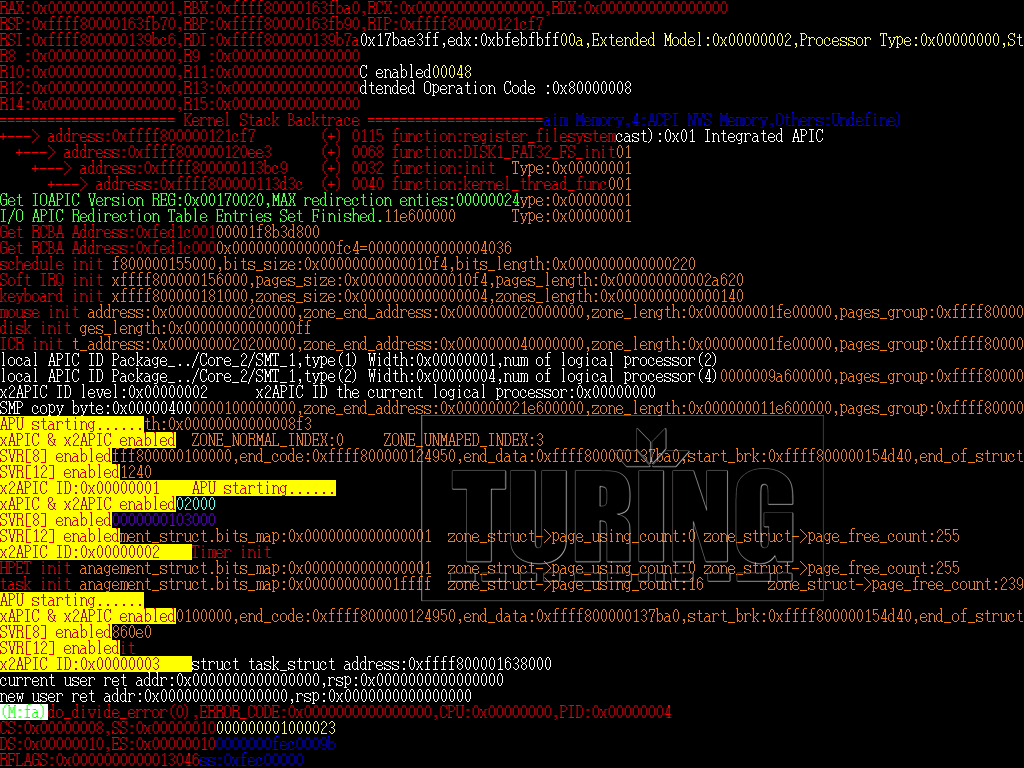 RAX:0x0000000000000001,RBX:0xffff80000163fba0,RCX:0x0000000000000001,RDX:0x0000000000000000
RSP:0xffff80000163fb70,RBP:0xffff80000163fb90,RIP:0xffff800000121cf7
RSI:0xffff800000139bc6,RDI:0xffff800000139b7a0x17bae3ff,edx:0xbfebfbff00a,Extended Model:0x00000002,Processor Type:0x00000000,St
R8 :0x0000000000000000,R9 :0x0000000000000000
R10:0x0000000000000000,R11:0x0000000000000000C enabled00048
R12:0x0000000000000000,R13:0x0000000000000000dtended Operation Code :0x80000008
R14:0x0000000000000000,R15:0x0000000000000000
====================== Kernel Stack Backtrace ======================aim Memory,4:ACPI NVS Memory,Others:Undefine)
+---> address:0xffff800000121cf7 (+) 0115 function:register_filesystemcast):0x01 Integrated APIC
+---> address:0xffff800000120ee3 (+) 0068 function:DISK1_FAT32_FS_init01
+---> address:0xffff800000113bc9 (+) 0032 function:init Type:0x00000001
+---> address:0xffff800000113d3c (+) 0040 function:kernel_thread_func001
Get IOAPIC Version REG:0x00170020,MAX redirection enties:00000024ype:0x00000001
I/O APIC Redirection Table Entries Set Finished.11e600000 Type:0x00000001
Get RCBA Address:0xfed1c00100001f8b3d800
Get RCBA Address:0xfed1c0000x0000000000000fc4=000000000000004036
schedule init f800000155000,bits_size:0x00000000000010f4,bits_length:0x0000000000000220
Soft IRQ init xffff800000156000,pages_size:0x00000000000010f4,pages_length:0x000000000002a620
keyboard init xffff800000181000,zones_size:0x0000000000000004,zones_length:0x0000000000000140
mouse init address:0x0000000000200000,zone_end_address:0x0000000020000000,zone_length:0x000000001fe00000,pages_group:0xffff80000
disk init ges_length:0x00000000000000ff
ICR init t_address:0x0000000020200000,zone_end_address:0x0000000040000000,zone_length:0x000000001fe00000,pages_group:0xffff80000
local APIC ID Package_../Core_2/SMT_1,type(1) Width:0x00000001,num of logical processor(2)
local APIC ID Package_../Core_2/SMT_1,type(2) Width:0x00000004,num of logical processor(4)0000009a600000,pages_group:0xffff80000
x2APIC ID level:0x00000002 x2APIC ID the current logical processor:0x00000000
SMP copy byte:0x000004000000100000000,zone_end_address:0x000000021e600000,zone_length:0x000000011e600000,pages_group:0xffff80000
APU starting......th:0x00000000000008f3
xAPIC & x2APIC enabled ZONE_NORMAL_INDEX:0 ZONE_UNMAPED_INDEX:3
SVR[8] enabledfff800000100000,end_code:0xffff800000124950,end_data:0xffff800000137ba0,start_brk:0xffff800000154d40,end_of_struct
SVR[12] enabled1240
x2APIC ID:0x00000001 APU starting......
xAPIC & x2APIC enabled02000
SVR[8] enabled0000000103000
SVR[12] enabledment_struct.bits_map:0x0000000000000001 zone_struct->page_using_count:0 zone_struct->page_free_count:255
x2APIC ID:0x00000002 Timer init
HPET init anagement_struct.bits_map:0x0000000000000001 zone_struct->page_using_count:0 zone_struct->page_free_count:255
task init anagement_struct.bits_map:0x000000000001ffff zone_struct->page_using_count:16 zone_struct->page_free_count:239
APU starting......
xAPIC & x2APIC enabled0100000,end_code:0xffff800000124950,end_data:0xffff800000137ba0,start_brk:0xffff800000154d40,end_of_struct
SVR[8] enabled860e0
SVR[12] enabledit
x2APIC ID:0x00000003 struct task_struct address:0xffff800001638000
current user ret addr:0x0000000000000000,rsp:0x0000000000000000
new user ret addr:0x0000000000000000,rsp:0x0000000000000000
(M:fa)do_divide_error(0),ERROR_CODE:0x0000000000000000,CPU:0x00000000,PID:0x00000004
CS:0x00000008,SS:0x00000010000000001000023
DS:0x00000010,ES:0x000000100000000fec0009b
RFLAGS:0x0000000000013046ss:0xfec00000
TURING